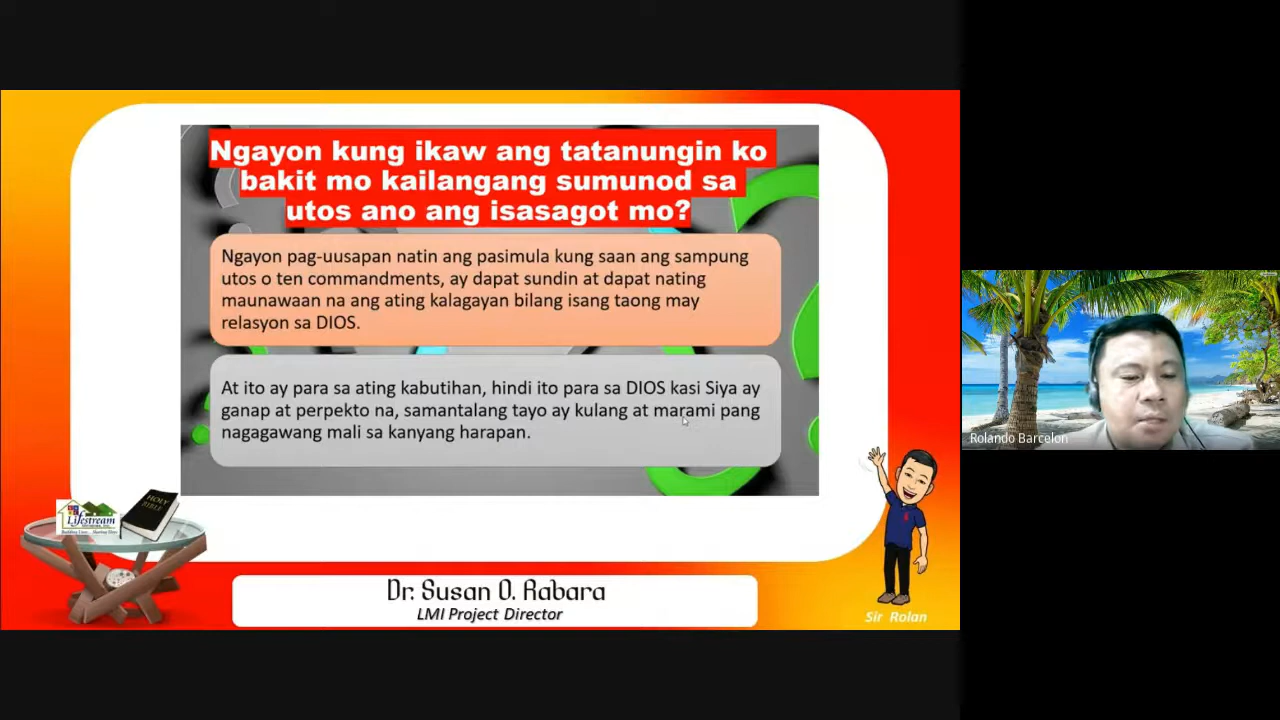 Ngayon kung ikaw ang tatanungin ko
bakit mo kailangang sumunod sa
utos ano ang isasagot mo?
Ngayon pag-uusapan natin ang pasimula kung saan ang sampung
utos o ten commandments, ay dapat sundin at dapat nating
maunawaan na ang ating kalagayan bilang isang taong may
relasyon sa DIOS.
At ito ay para sa ating kabutihan, hindi ito para sa DIOS kasi Siya ay
ganap at perpekto na, samantalang tayo ay kulang at marami pang
nagagawang mali sa kanyang harapan.
Rolando Barcelon
HOLY
BIBLE
Lifestream
Dr. Susan O. Rabara
LMI Project Director
Sir Rolan